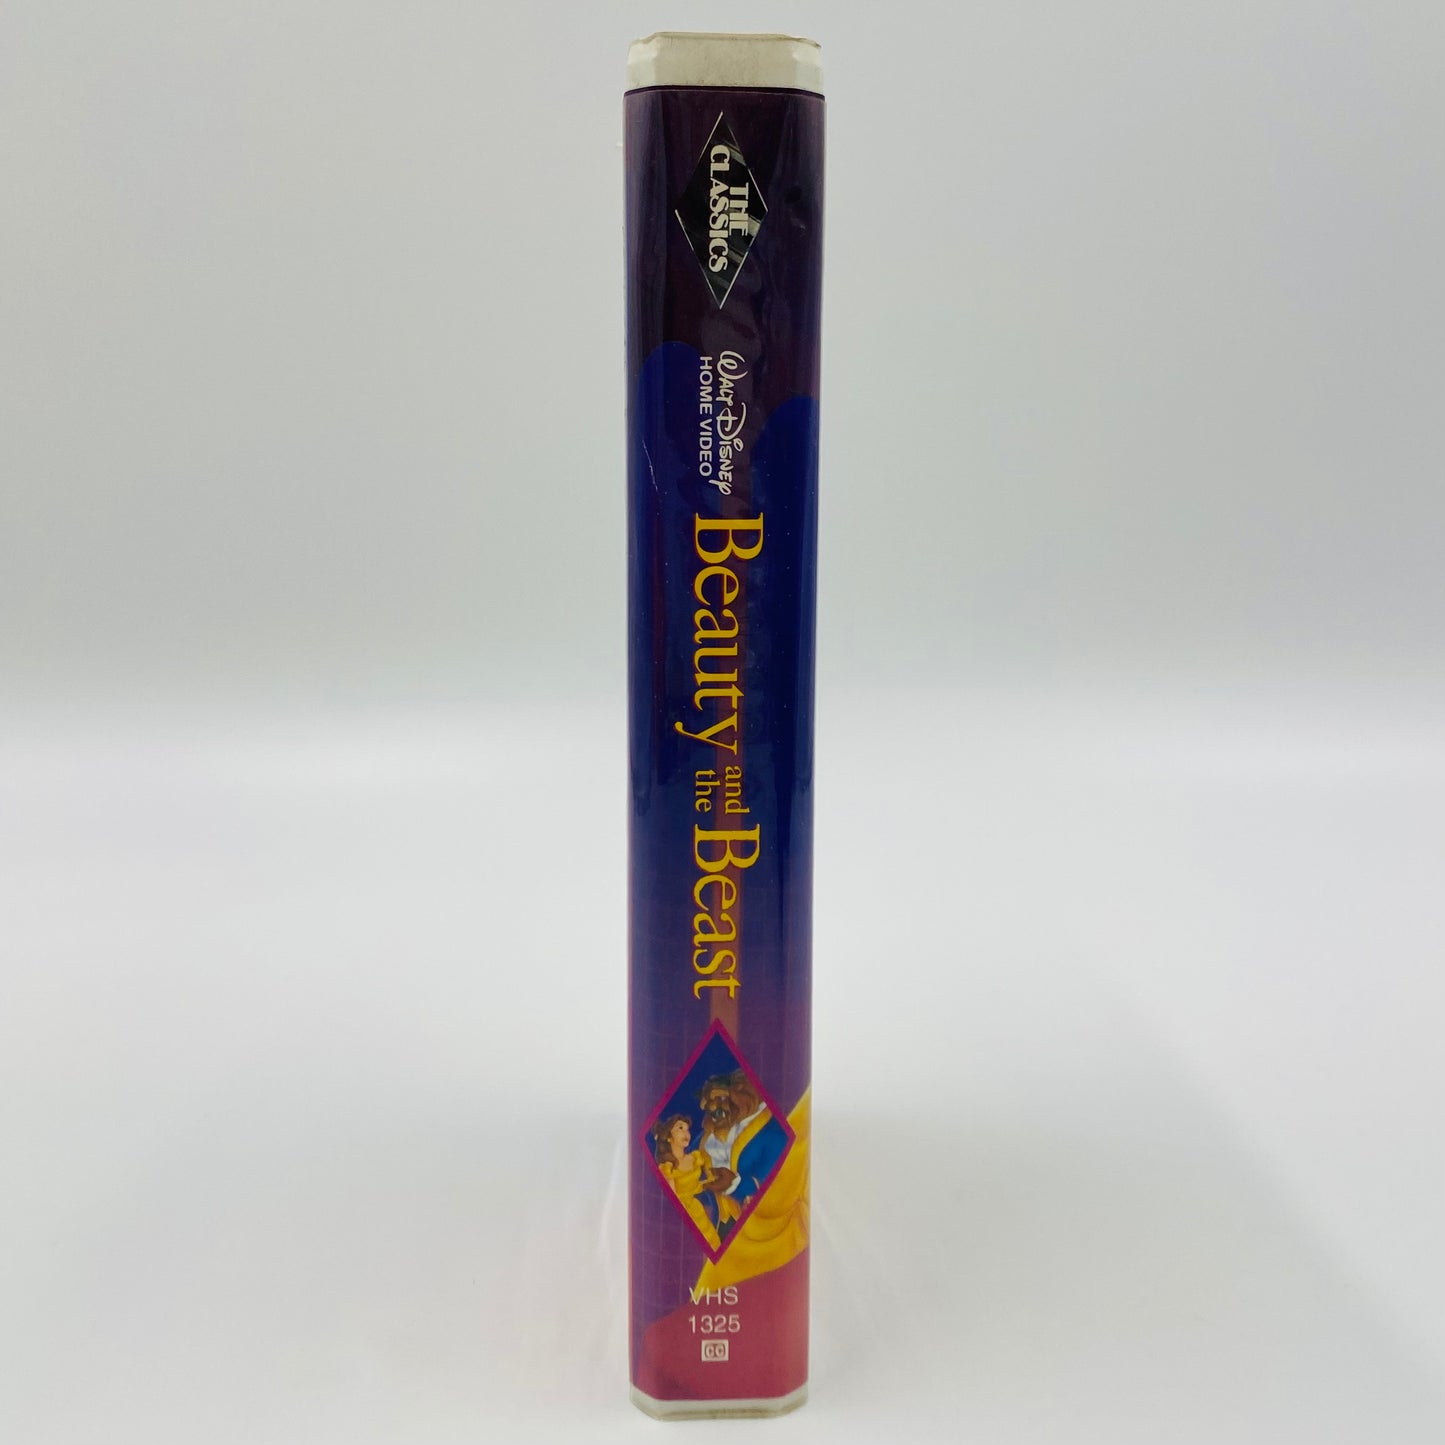 THE
CLASSICS
WALT DISNEY
HOME VIDEO
Beauty and the Beast
VHS
1325
CC